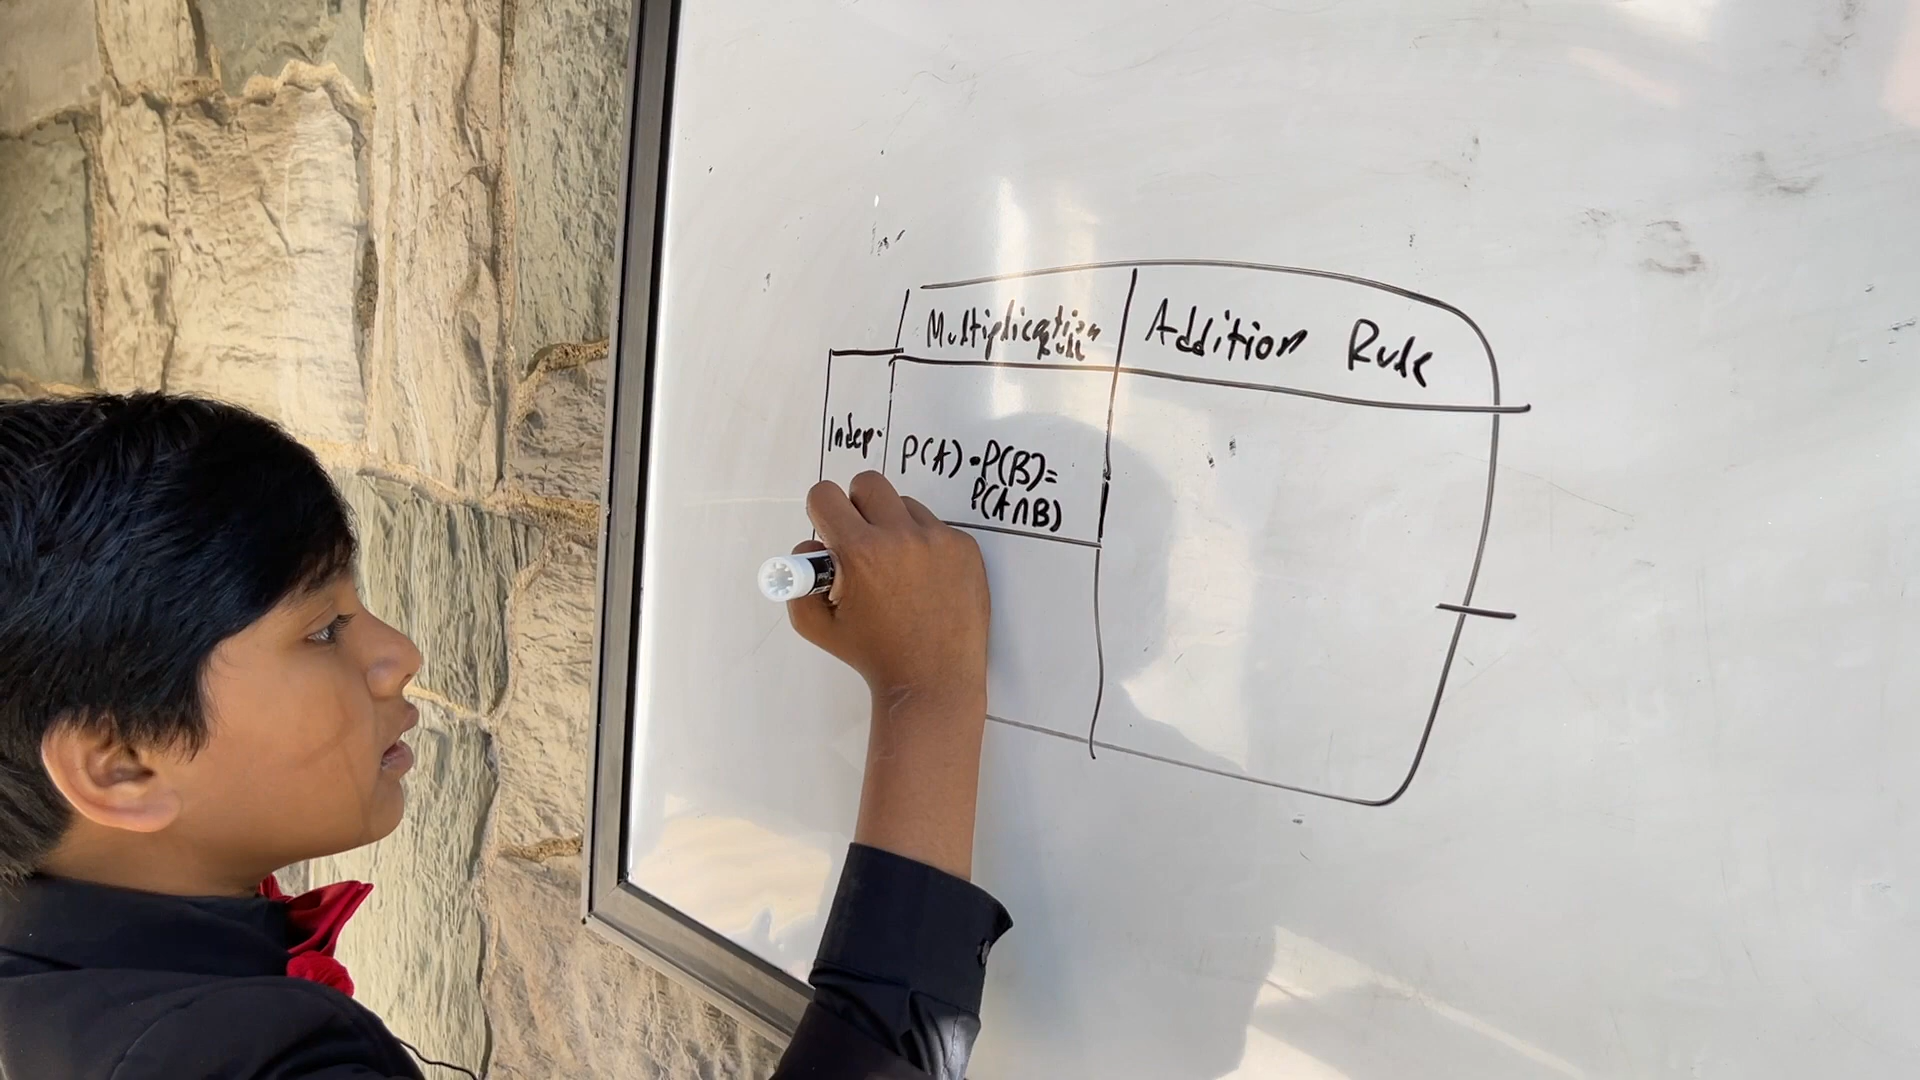 Multiplication
Rule
Addition Rule
Indep.
P(A) • P(B) =
P(A∩B)